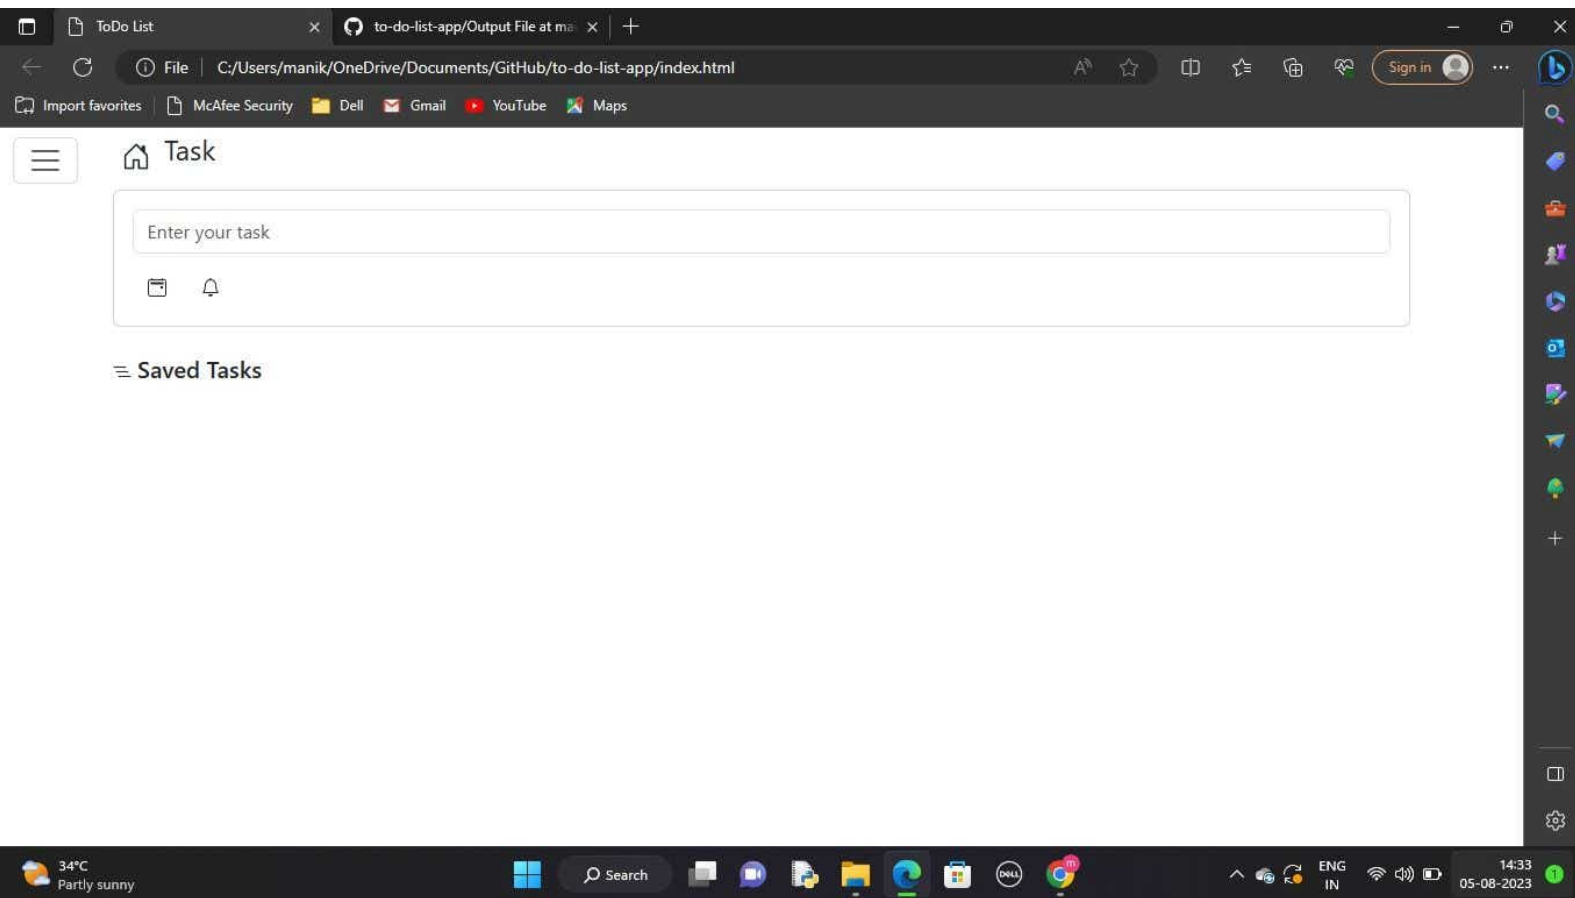 ToDo List
to-do-list-app/Output File at ma
File
C:/Users/manik/OneDrive/Documents/GitHub/to-do-list-app/index.html
Sign in
Import favorites
McAfee Security
Dell
Gmail
YouTube
Maps
Task
Enter your task
Saved Tasks
34°C
Partly sunny
Search
DELL
m
ENG
IN
14:33
05-08-2023
1